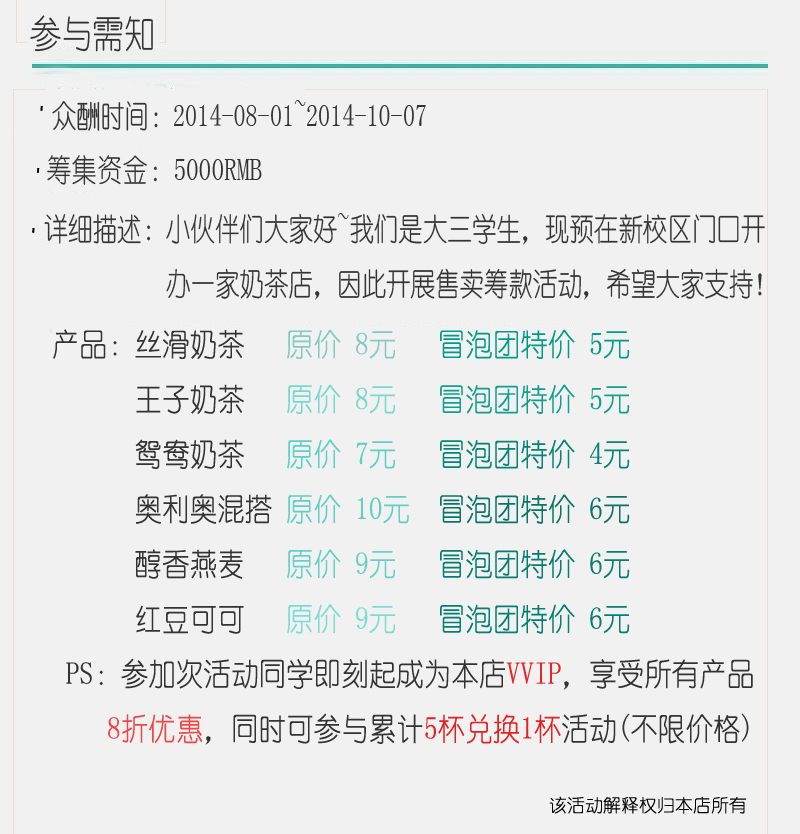 参与需知
众酬时间：2014-08-01~2014-10-07
筹集资金：5000RMB
详细描述：小伙伴们大家好~我们是大三学生，现预在新校区门口开
办一家奶茶店，因此开展售卖筹款活动，希望大家支持！
产品：丝滑奶茶 原价 8元 冒泡团特价 5元
王子奶茶 原价 8元 冒泡团特价 5元
鸳鸯奶茶 原价 7元 冒泡团特价 4元
奥利奥混搭 原价 10元 冒泡团特价 6元
醇香燕麦 原价 9元 冒泡团特价 6元
红豆可可 原价 9元 冒泡团特价 6元
PS：参加次活动同学即刻起成为本店VVIP，享受所有产品
8折优惠，同时可参与累计5杯兑换1杯活动(不限价格)
该活动解释权归本店所有